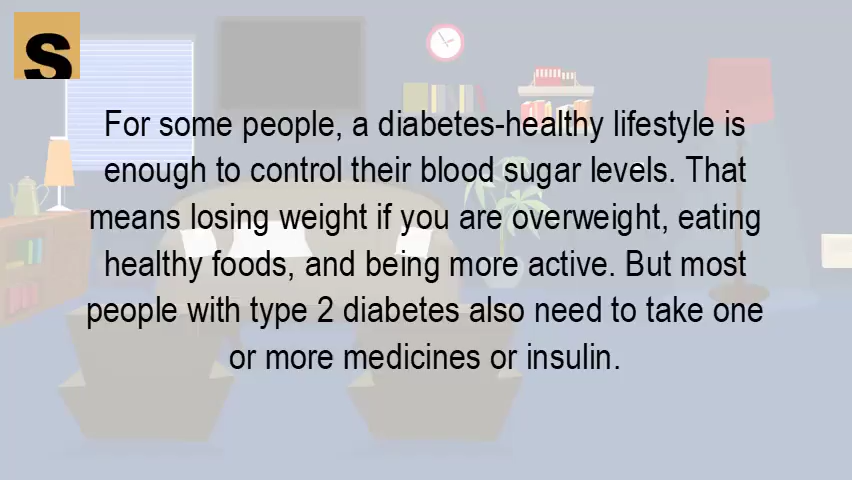 S
For some people, a diabetes-healthy lifestyle is
enough to control their blood sugar levels. That
means losing weight if you are overweight, eating
healthy foods, and being more active. But most
people with type 2 diabetes also need to take one
or more medicines or insulin.